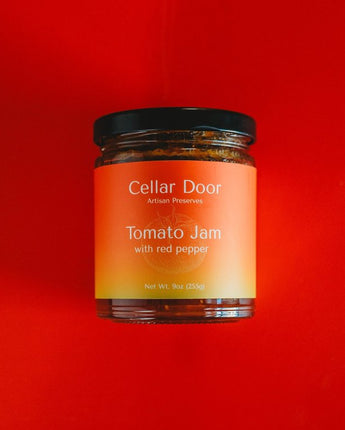 Cellar Door
Artisan Preserves
Tomato Jam
with red pepper
Net Wt. 9oz (255g)